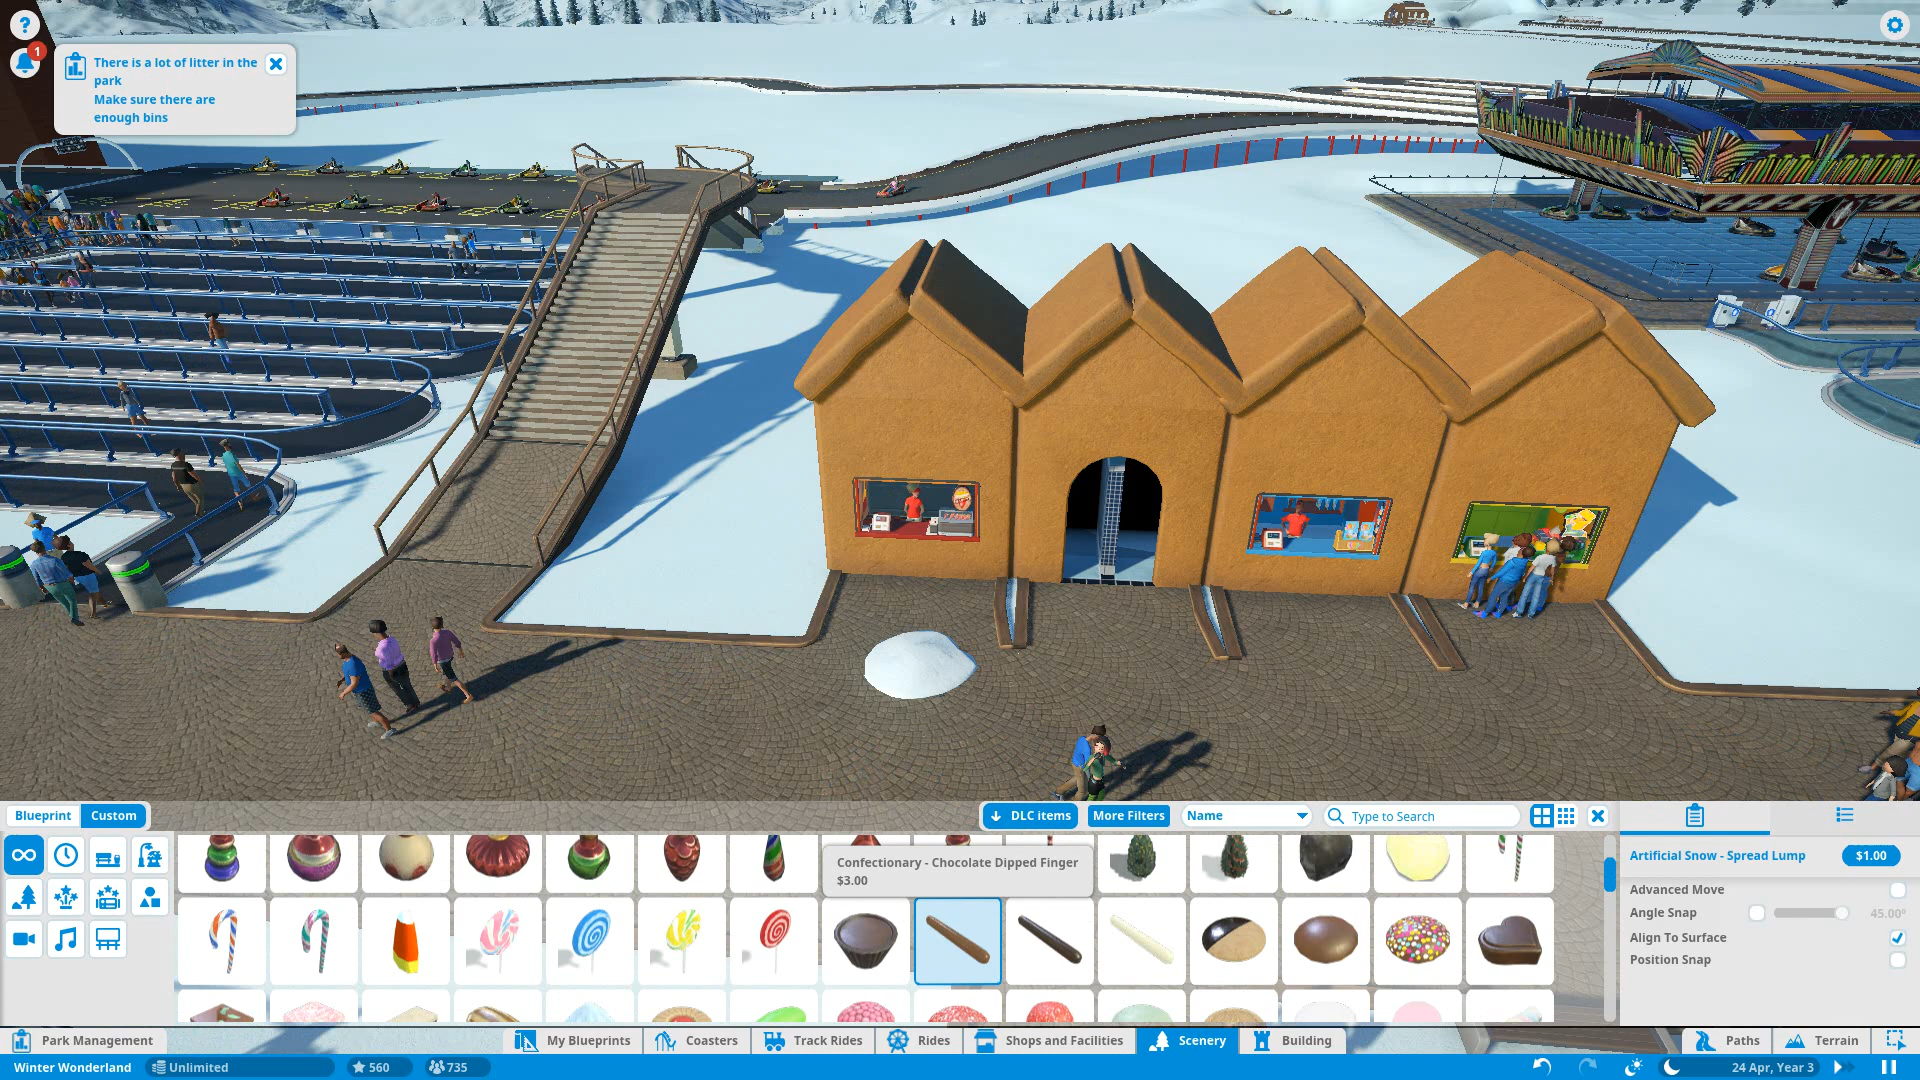 ?
1
There is a lot of litter in the
park
Make sure there are
enough bins
Blueprint
Custom
DLC items
More Filters
Name
Type to Search
Confectionary - Chocolate Dipped Finger
$3.00
Artificial Snow - Spread Lump
$1.00
Advanced Move
Angle Snap
45.00°
Align To Surface
Position Snap
Park Management
My Blueprints
Coasters
Track Rides
Rides
Shops and Facilities
Scenery
Building
Paths
Terrain
Winter Wonderland
Unlimited
560
735
24 Apr, Year 3